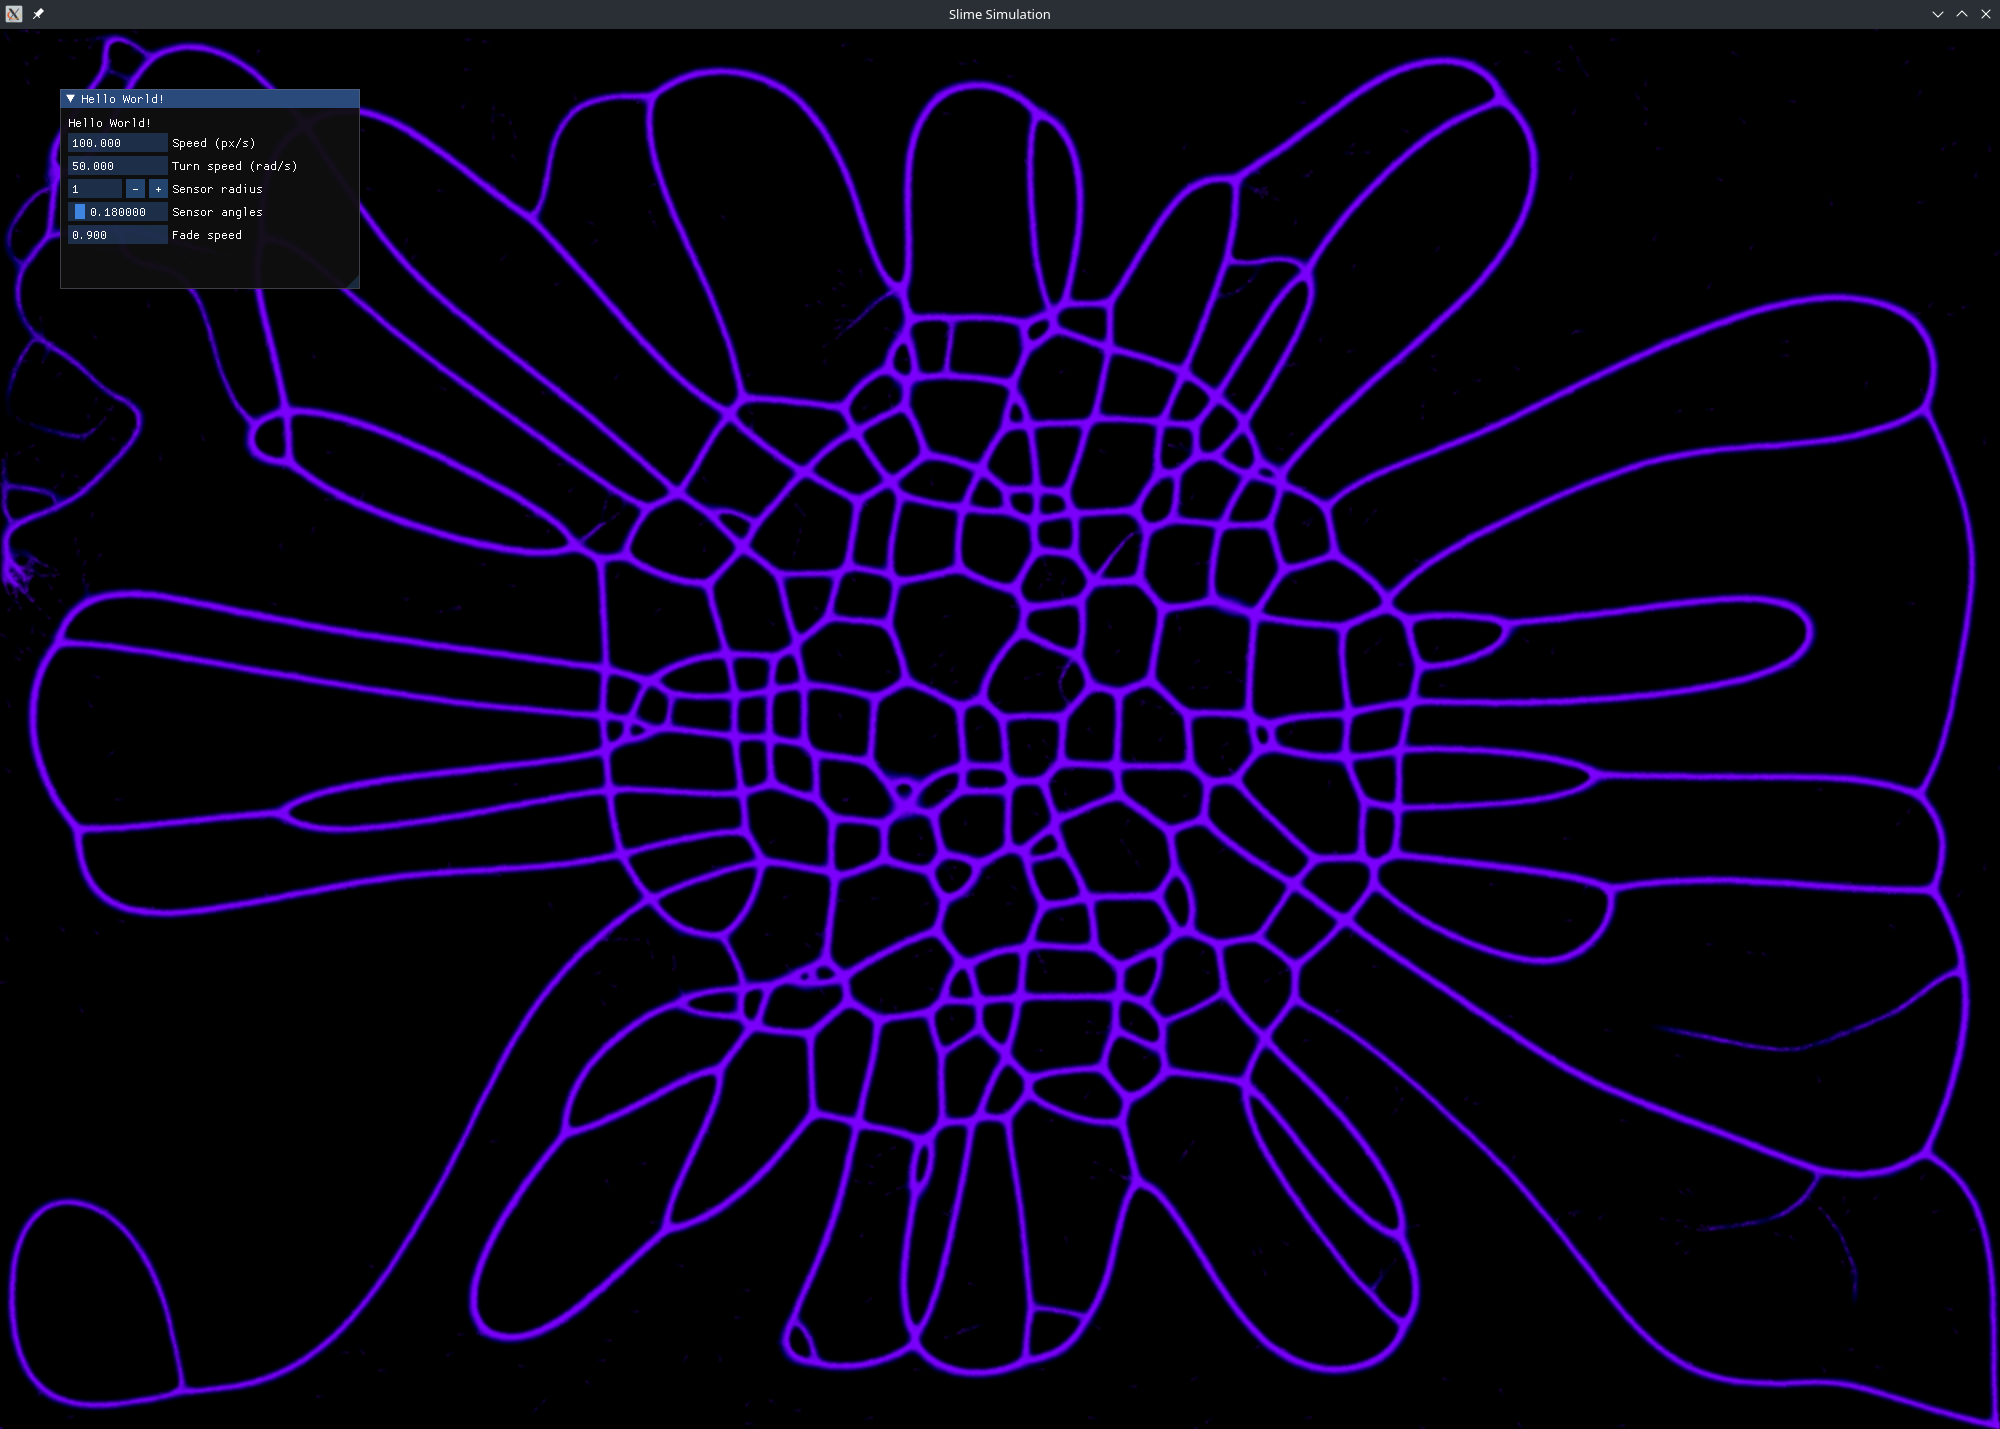 Slime Simulation
Hello World!
Hello World!
100.000 Speed (px/s)
50.000 Turn speed (rad/s)
1 - + Sensor radius
0.180000 Sensor angles
0.900 Fade speed